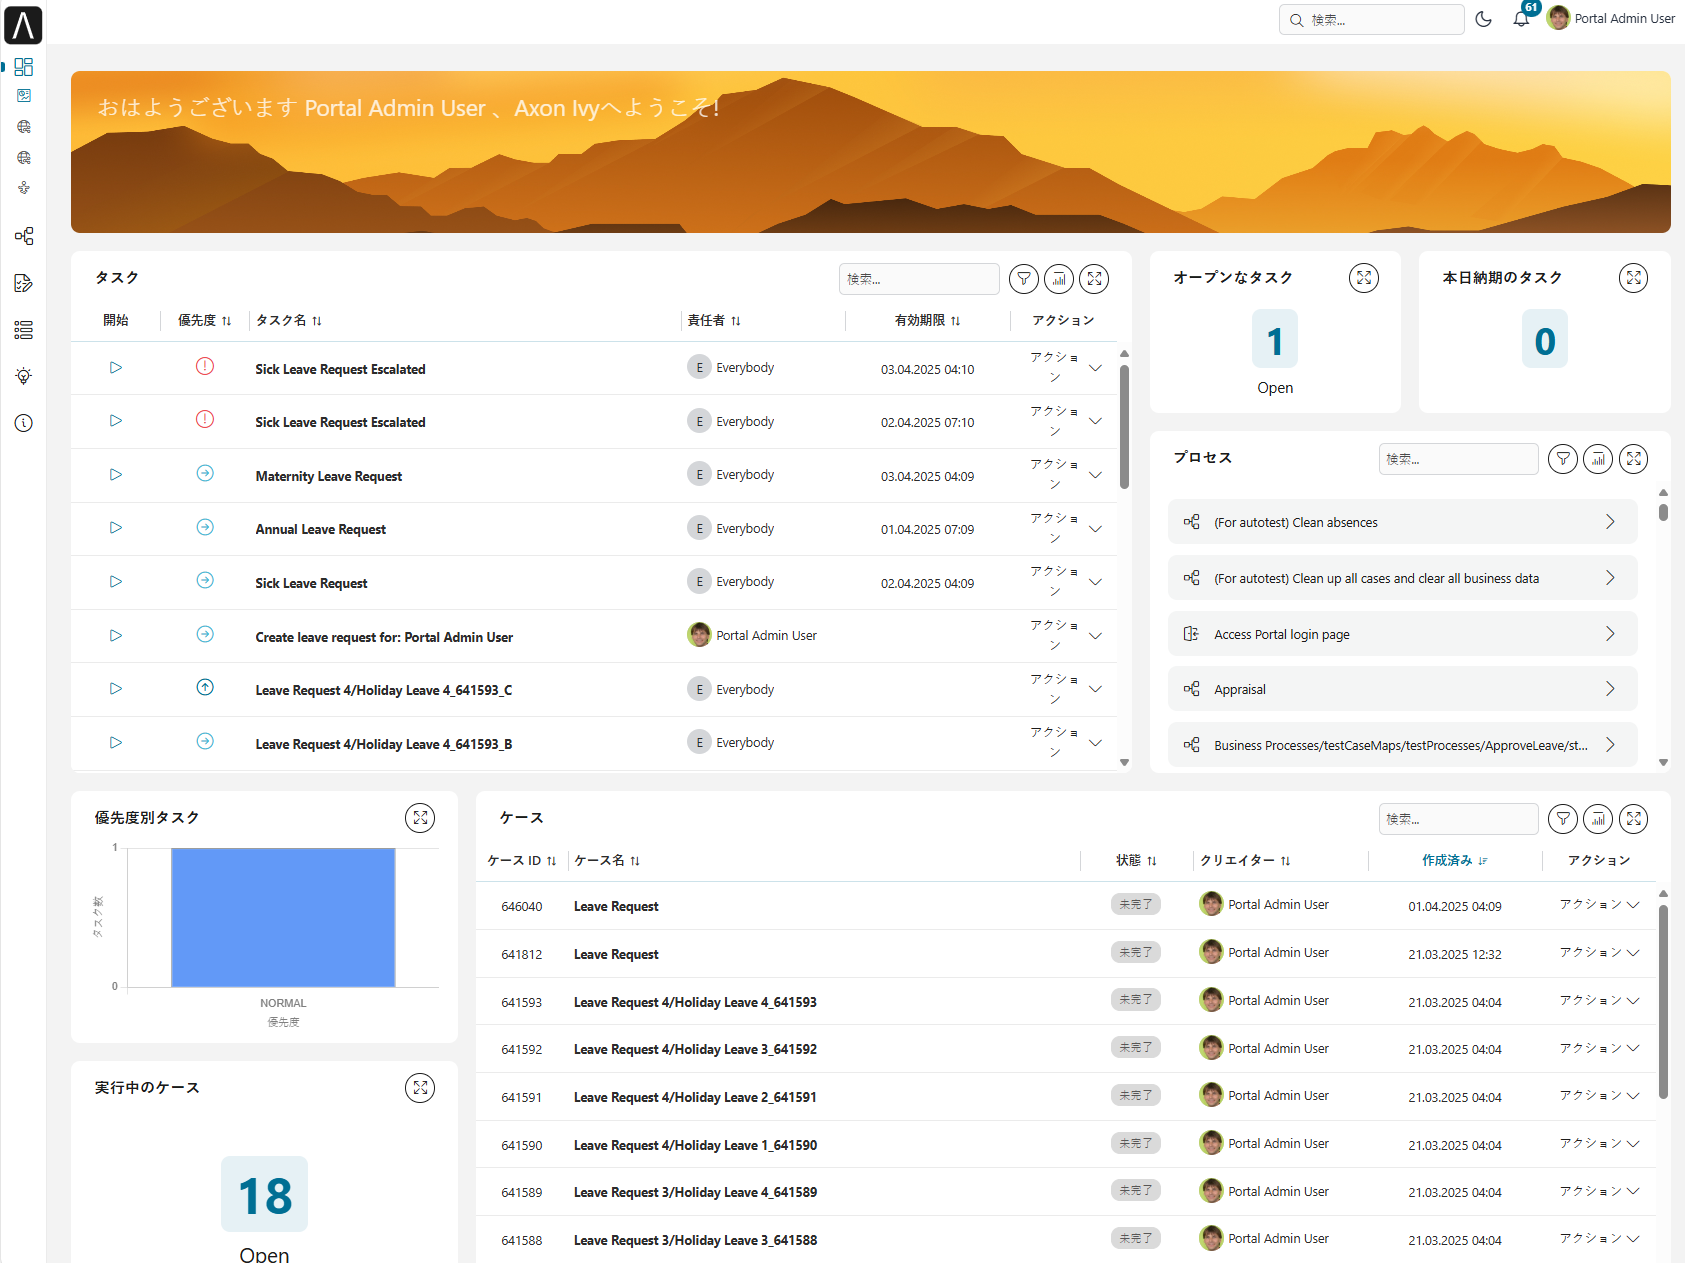 検索...
61
Portal Admin User
おはようございます Portal Admin User 、Axon Ivyへようこそ!
タスク
検索...
開始 優先度 タスク名 責任者 有効期限 アクション
Sick Leave Request Escalated E Everybody 03.04.2025 04:10 アクション
Sick Leave Request Escalated E Everybody 02.04.2025 07:10 アクション
Maternity Leave Request E Everybody 03.04.2025 04:09 アクション
Annual Leave Request E Everybody 01.04.2025 07:09 アクション
Sick Leave Request E Everybody 02.04.2025 04:09 アクション
Create leave request for: Portal Admin User Portal Admin User アクション
Leave Request 4/Holiday Leave 4_641593_C E Everybody アクション
Leave Request 4/Holiday Leave 4_641593_B E Everybody アクション
オープンなタスク
1
Open
本日納期のタスク
0
プロセス
検索...
(For autotest) Clean absences
(For autotest) Clean up all cases and clear all business data
Access Portal login page
Appraisal
Business Processes/testCaseMaps/testProcesses/ApproveLeave/st...
優先度別タスク
1
タスク数
0
NORMAL
優先度
実行中のケース
18
Open
ケース
検索...
ケース ID ケース名 状態 クリエイター 作成済み アクション
646040 Leave Request 未完了 Portal Admin User 01.04.2025 04:09 アクション
641812 Leave Request 未完了 Portal Admin User 21.03.2025 12:32 アクション
641593 Leave Request 4/Holiday Leave 4_641593 未完了 Portal Admin User 21.03.2025 04:04 アクション
641592 Leave Request 4/Holiday Leave 3_641592 未完了 Portal Admin User 21.03.2025 04:04 アクション
641591 Leave Request 4/Holiday Leave 2_641591 未完了 Portal Admin User 21.03.2025 04:04 アクション
641590 Leave Request 4/Holiday Leave 1_641590 未完了 Portal Admin User 21.03.2025 04:04 アクション
641589 Leave Request 3/Holiday Leave 4_641589 未完了 Portal Admin User 21.03.2025 04:04 アクション
641588 Leave Request 3/Holiday Leave 3_641588 未完了 Portal Admin User 21.03.2025 04:04 アクション